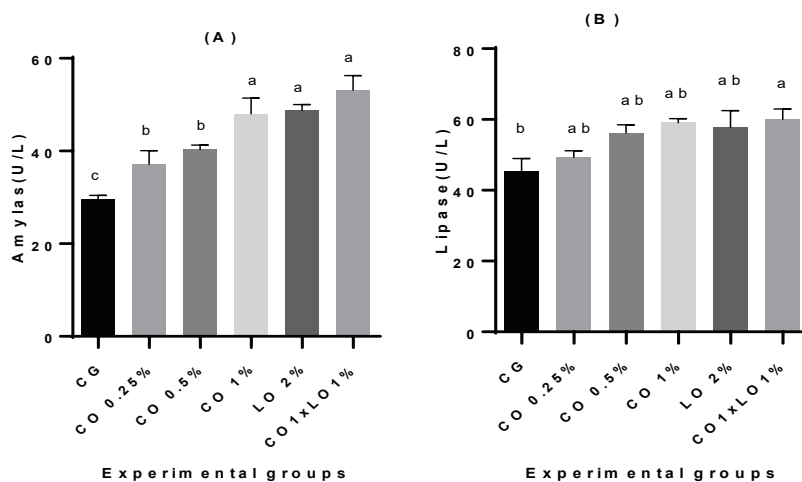 (A)
Amylas (U/L)
60
40
20
0
c
b
b
a
a
a
CG
CO 0.25%
CO 0.5%
CO 1%
LO 2%
CO1xLO1%
Experimental groups
(B)
Lipase (U/L)
80
60
40
20
0
b
ab
ab
ab
ab
a
CG
CO 0.25%
CO 0.5%
CO 1%
LO 2%
CO1xLO1%
Experimental groups